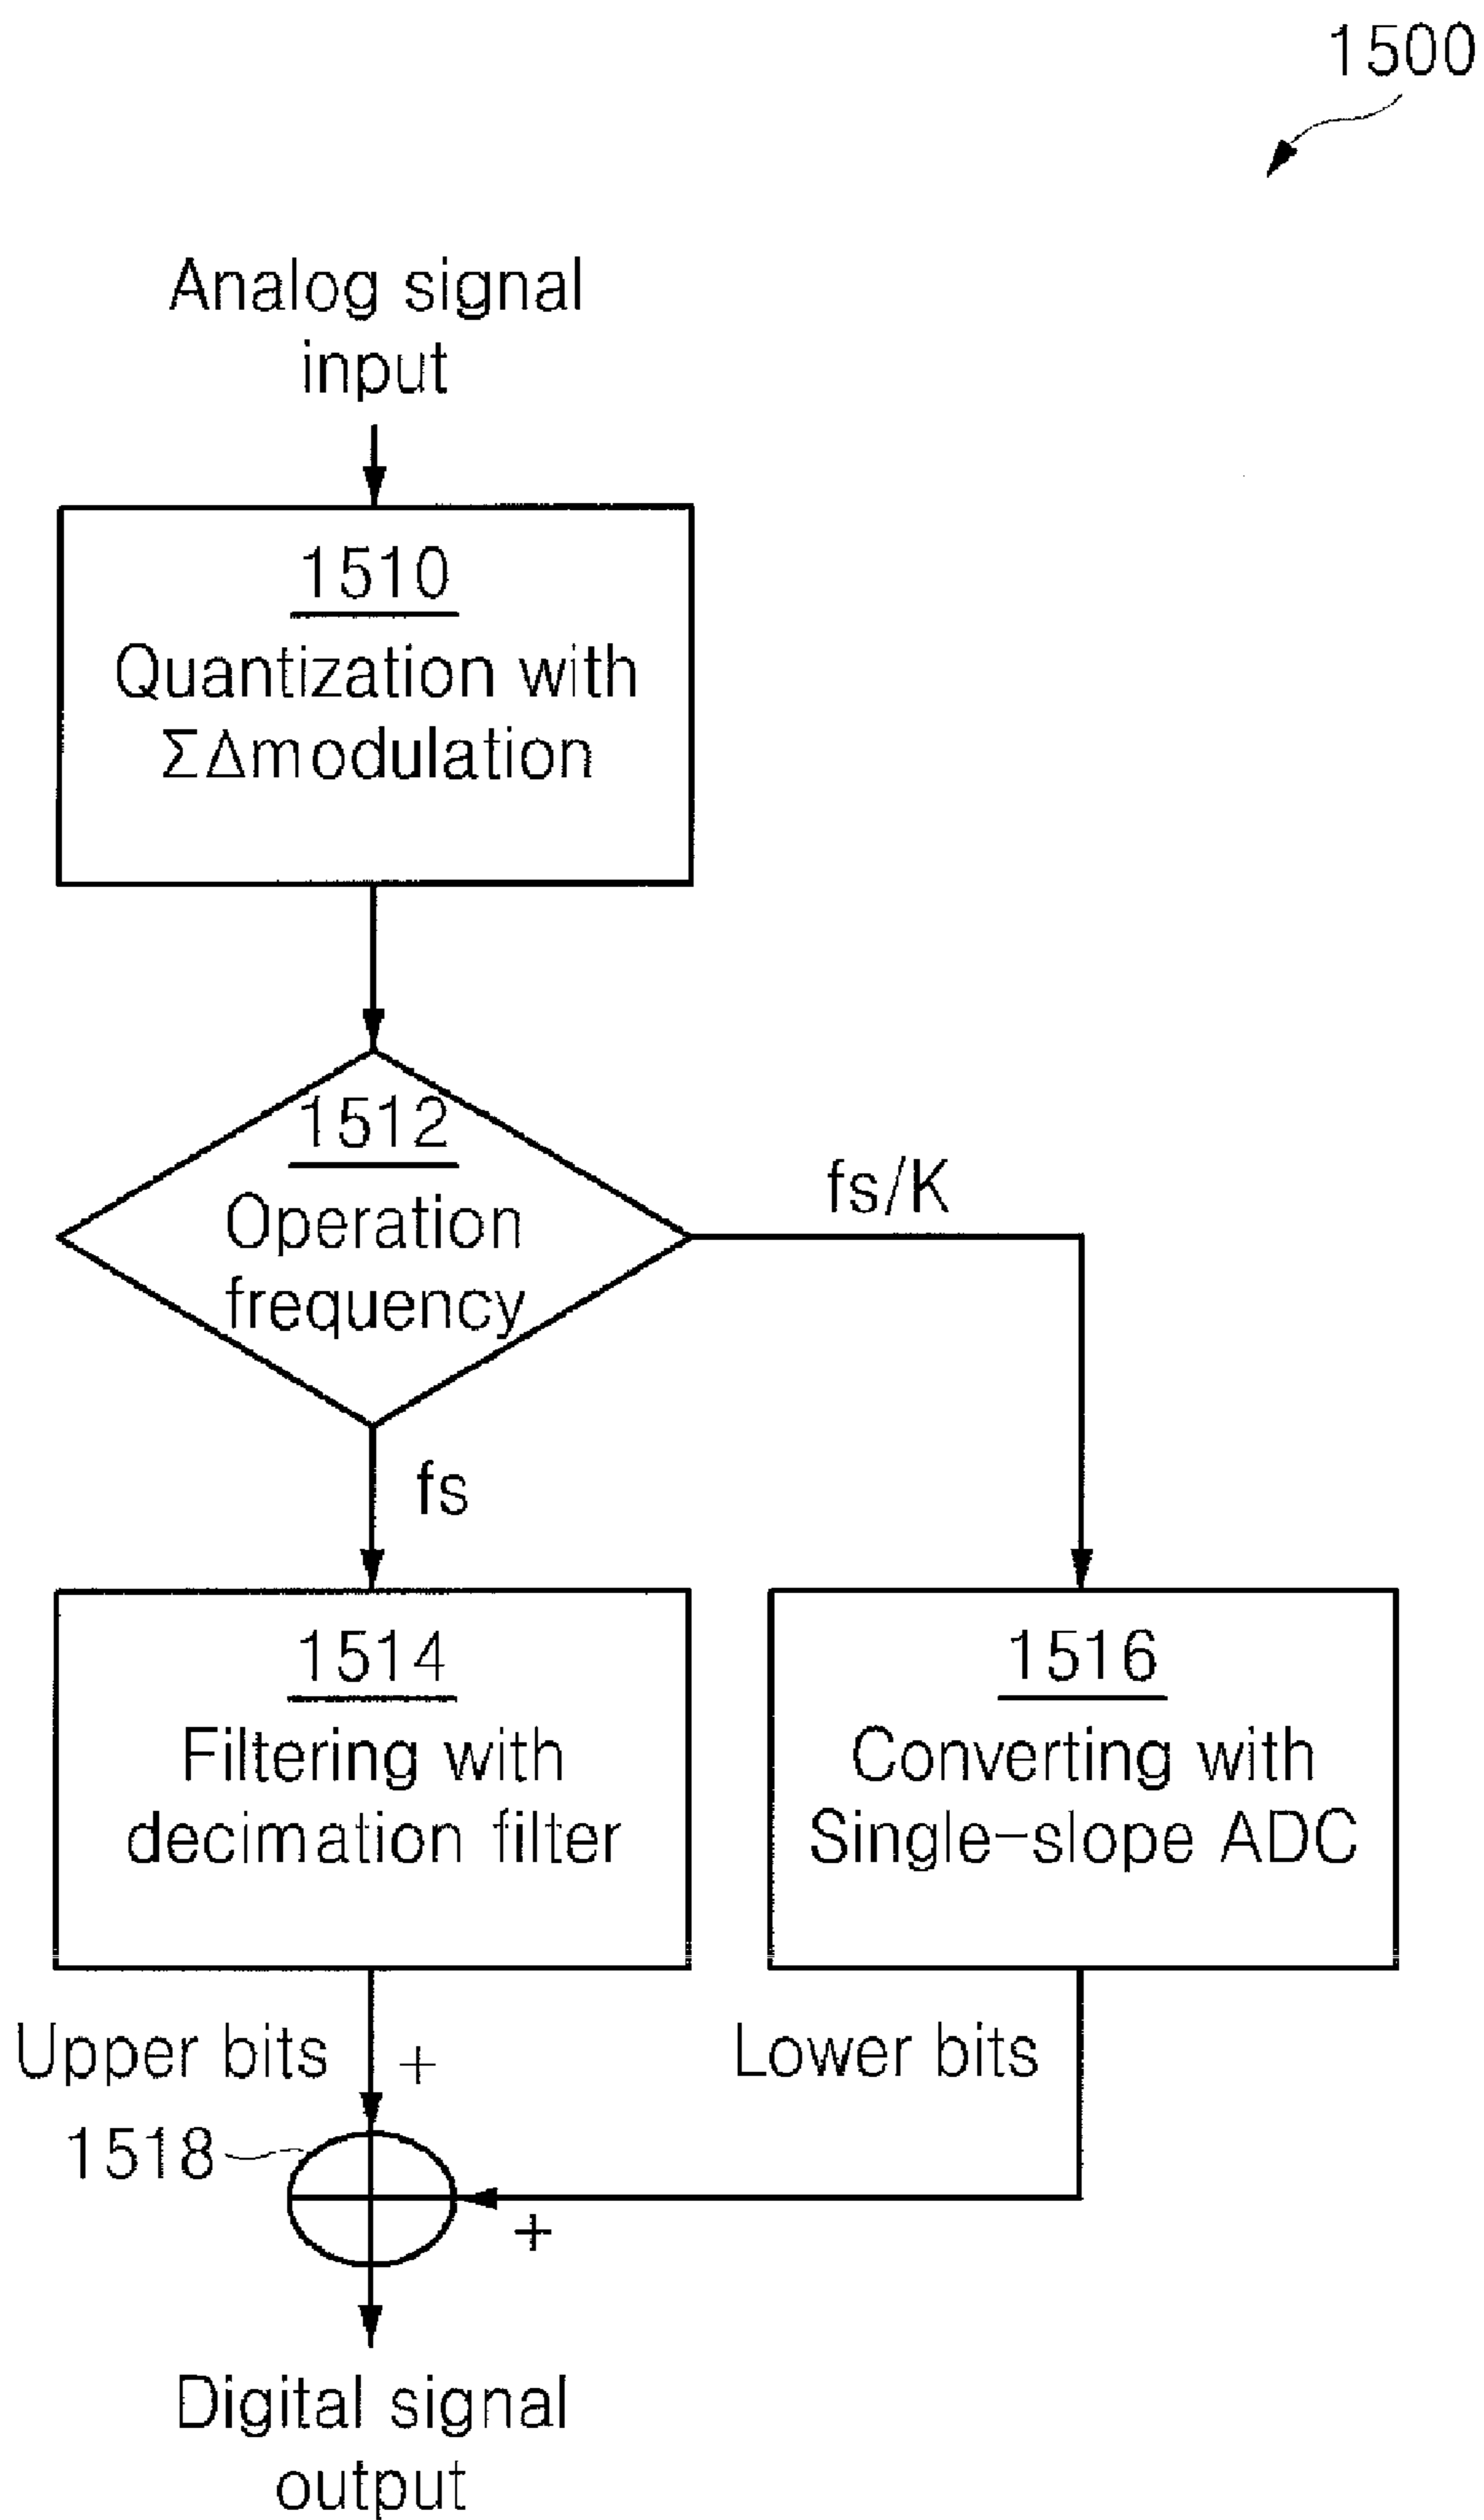 1500
Analog signal
input
1510
Quantization with
ΣΔmodulation
1512
Operation
frequency
fs/K
fs
1514
Filtering with
decimation filter
1516
Converting with
Single-slope ADC
Upper bits
+
Lower bits
1518
+
Digital signal
output